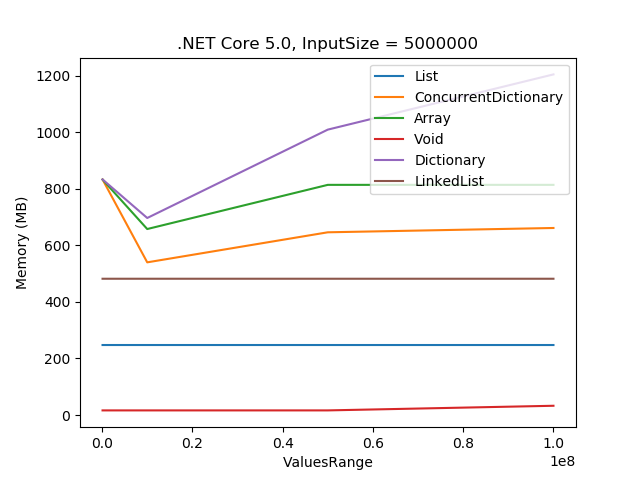 .NET Core 5.0, InputSize = 5000000
Memory (MB)
1200
1000
800
600
400
200
0
List
ConcurrentDictionary
Array
Void
Dictionary
LinkedList
0.0 0.2 0.4 0.6 0.8 1.0
1e8
ValuesRange